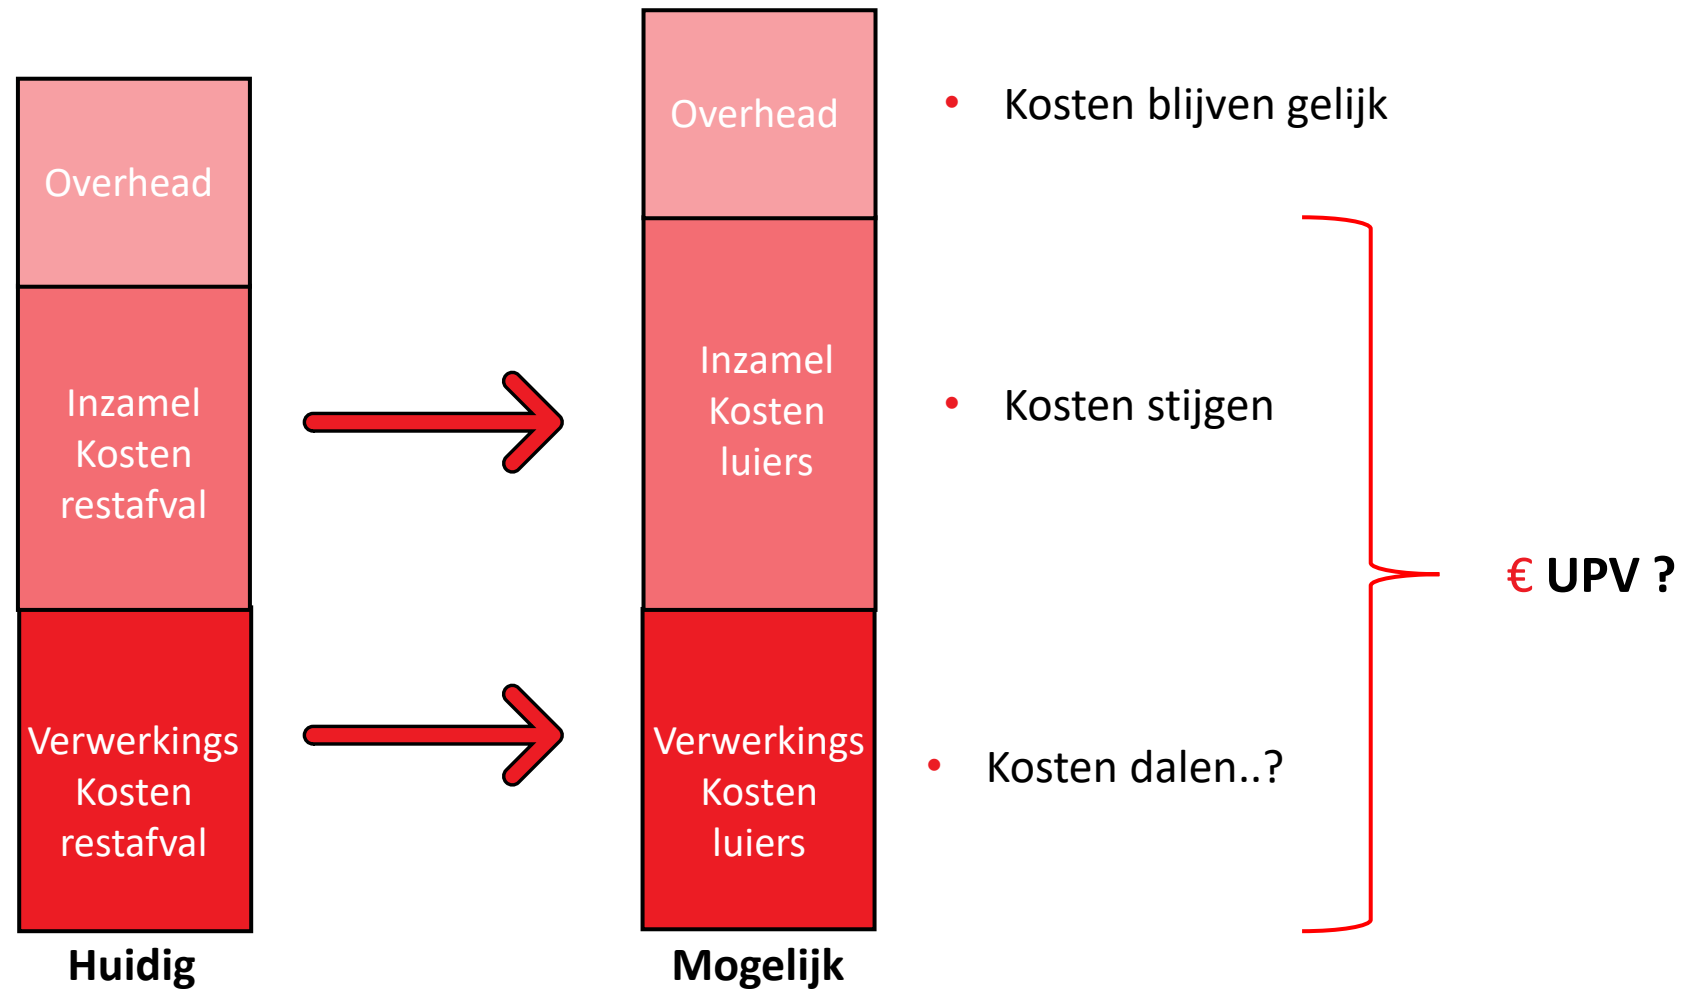 Overhead
Inzamel
Kosten
restafval
Verwerkings
Kosten
restafval
Huidig
Overhead
Inzamel
Kosten
luiers
Verwerkings
Kosten
luiers
Mogelijk
• Kosten blijven gelijk
• Kosten stijgen
• Kosten dalen..?
€ UPV ?